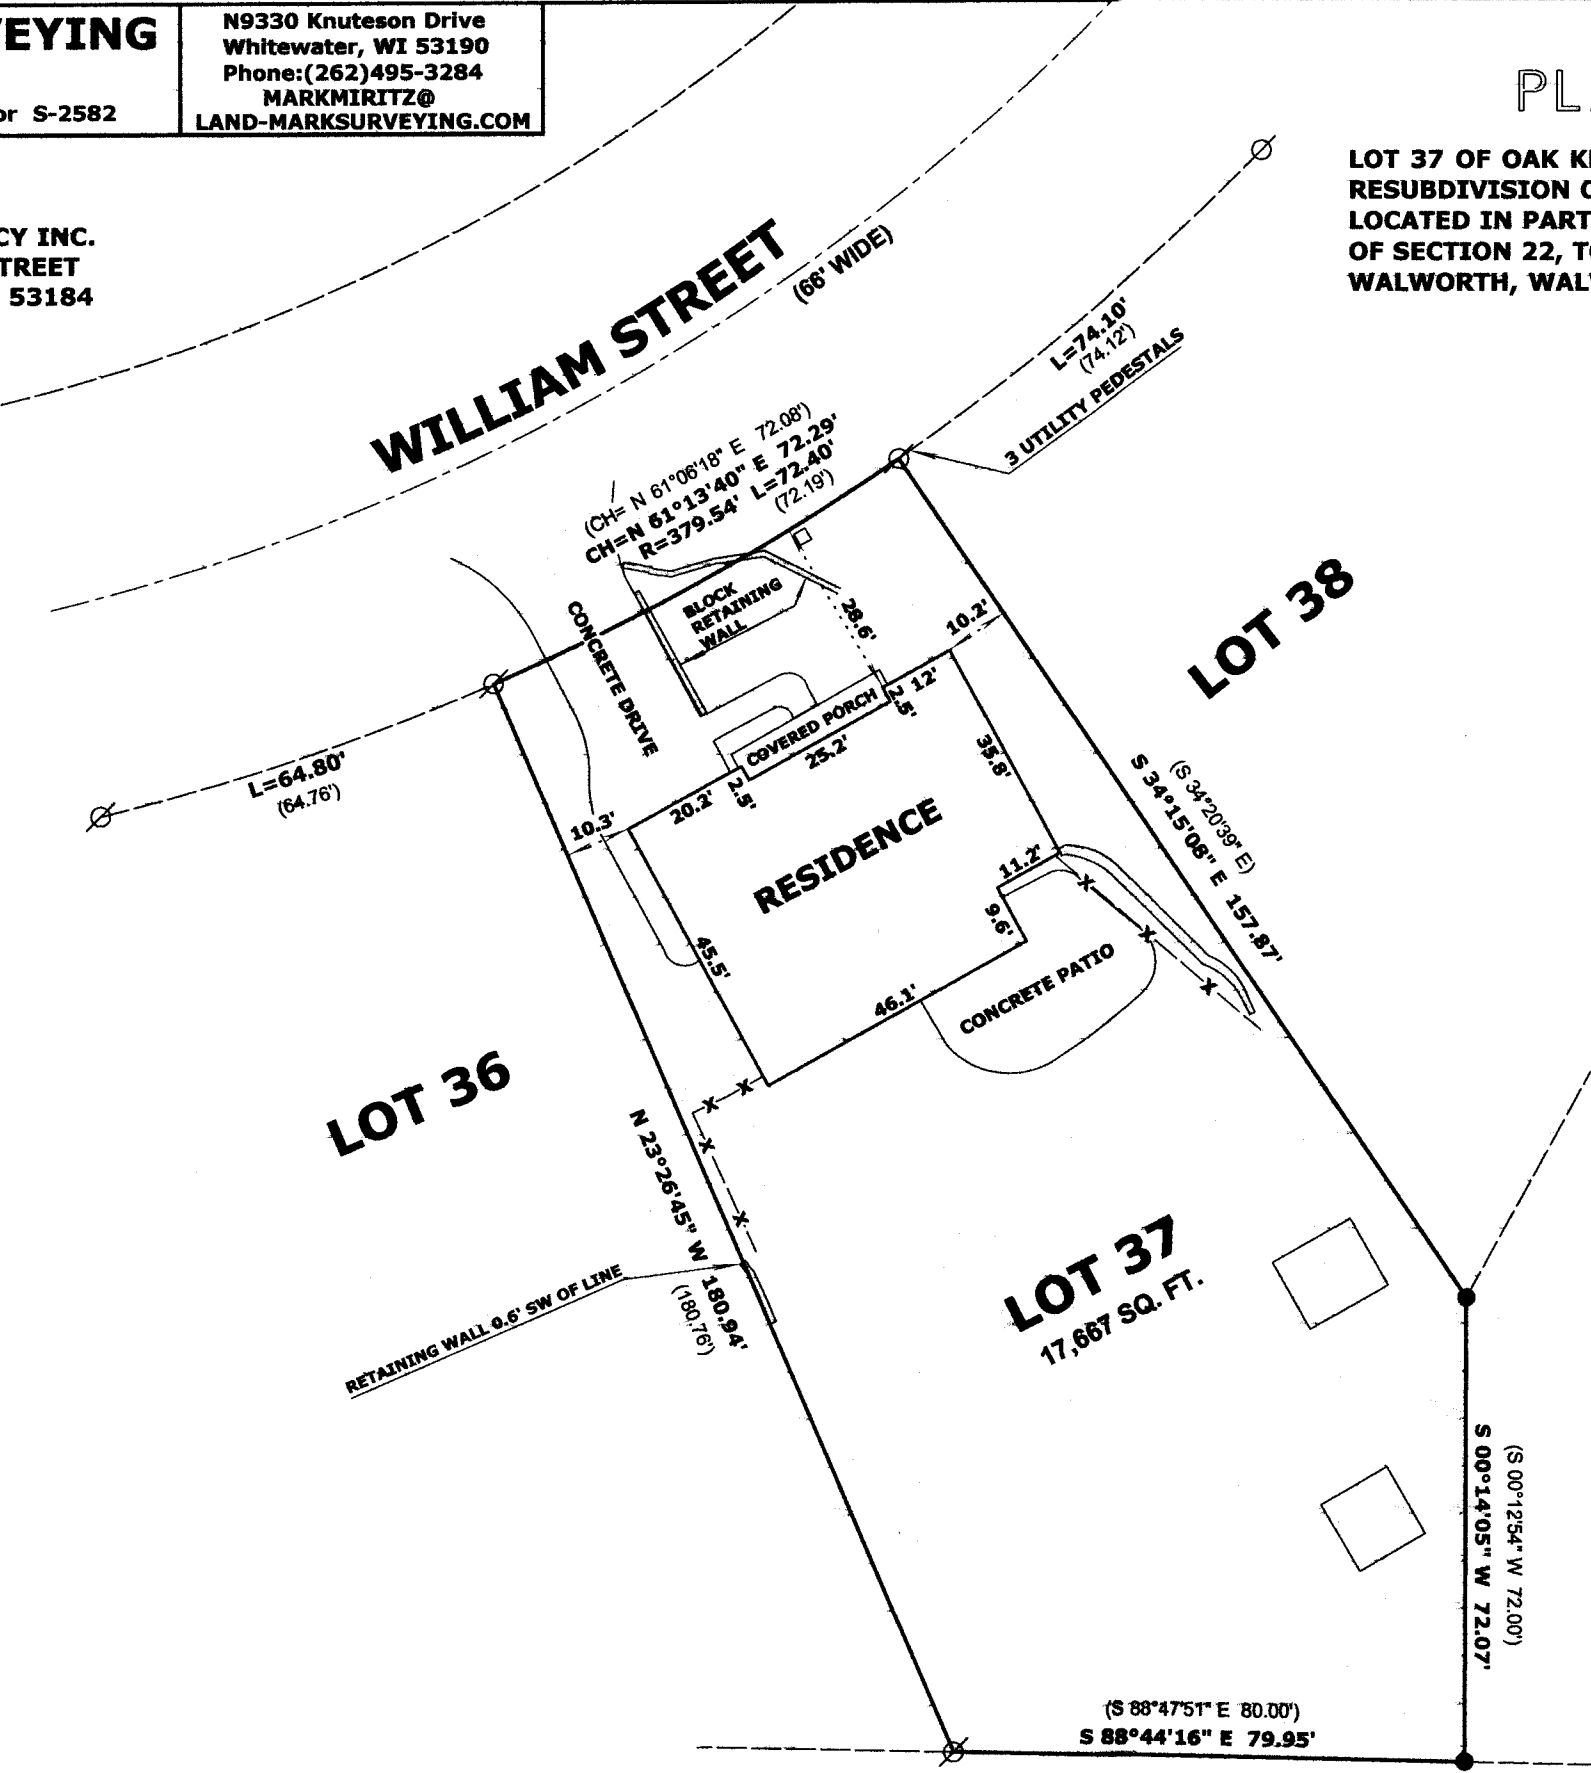 VEYING
or S-2582
N9330 Knuteson Drive
Whitewater, WI 53190
Phone:(262)495-3284
MARKMIRITZ@
LAND-MARKSURVEYING.COM
CY INC.
TREET
53184
PL
LOT 37 OF OAK K
RESUBDIVISION
LOCATED IN PART
OF SECTION 22, T
WALWORTH, WAL
WILLIAM STREET
(66' WIDE)
L=74.10'
(74.12')
3 UTILITY PEDESTALS
(CH= N 61°06'18" E 72.08')
CH=N 61°13'40" E 72.29'
R=379.54' L=72.40'
(72.19')
BLOCK
RETAINING
WALL
28.6'
10.2'
CONCRETE DRIVE
COVERED PORCH
2.5'
12'
25.2'
35.8'
LOT 38
L=64.80'
(64.76')
10.3'
20.2'
2.5'
RESIDENCE
11.2'
9.6'
(S 34°20'39" E)
S 34°15'08" E 157.87'
45.5'
46.1'
CONCRETE PATIO
X
X
X
LOT 36
X
X
X
X
N 23°26'45" W 180.94'
(180.76')
RETAINING WALL 0.6' SW OF LINE
LOT 37
17,667 SQ. FT.
S 00°14'05" W 72.07'
(S 00°12'54" W 72.00')
(S 88°47'51" E 80.00')
S 88°44'16" E 79.95'